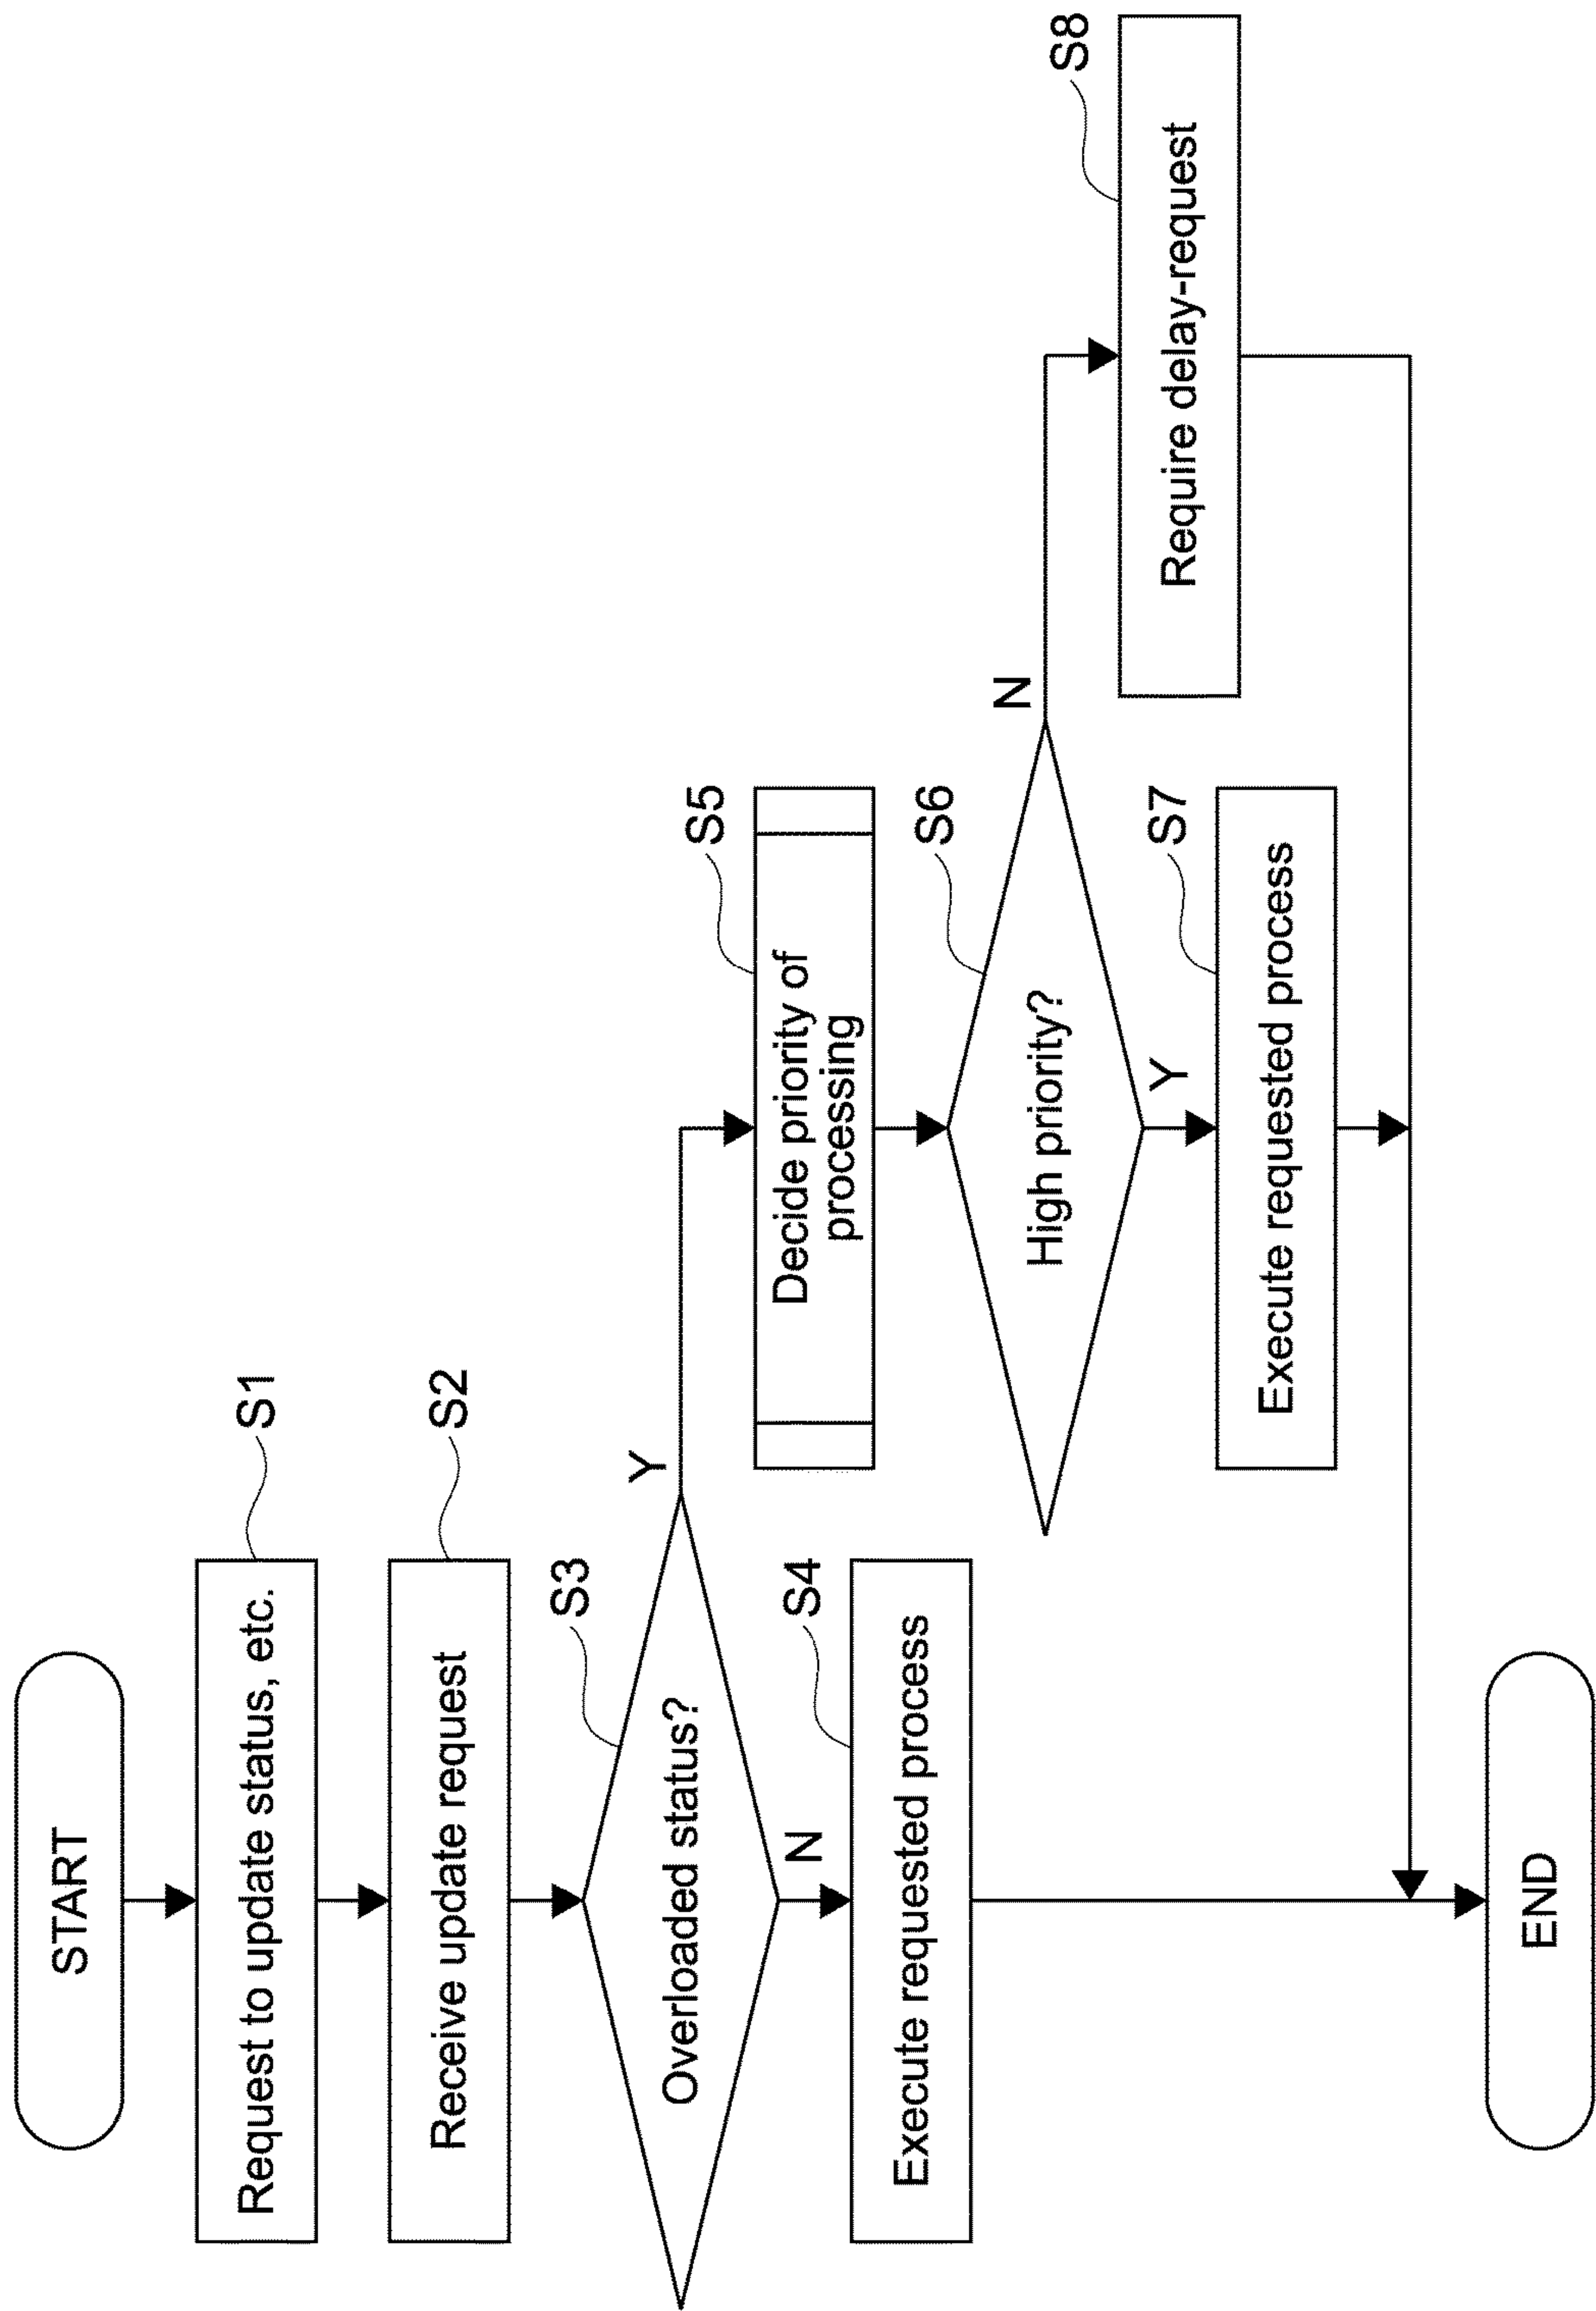 START
S1
Request to update status, etc.
S2
Receive update request
S3
Overloaded status?
Y
N
S4
Execute requested process
S5
Decide priority of
processing
S6
High priority?
N
Y
S7
Execute requested process
S8
Require delay-request
END